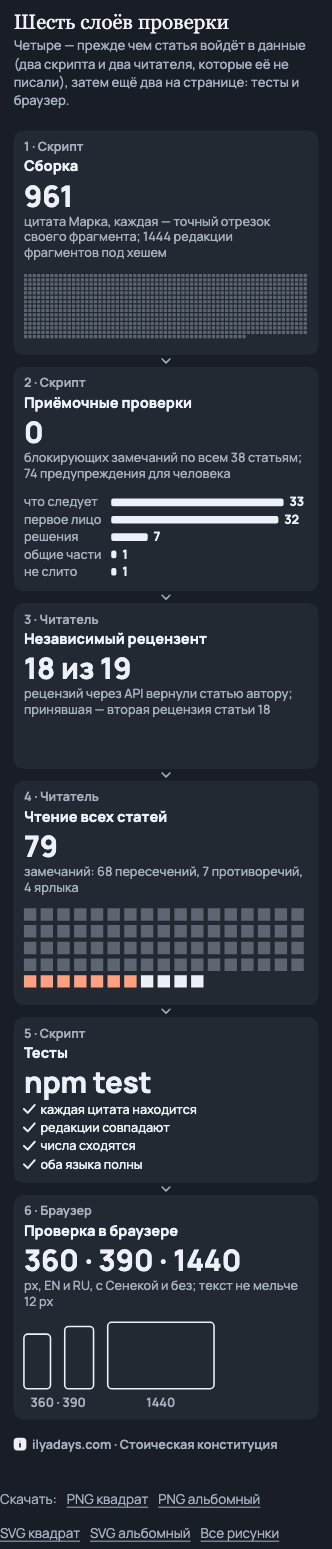 Шесть слоёв проверки
Четыре — прежде чем статья войдёт в данные
(два скрипта и два читателя, которые её не
писали), затем ещё два на странице: тесты и
браузер.
1 · Скрипт
Сборка
961
цитата Марка, каждая — точный отрезок
своего фрагмента; 1444 редакции
фрагментов под хешем
2 · Скрипт
Приёмочные проверки
0
блокирующих замечаний по всем 38 статьям;
74 предупреждения для человека
что следует 33
первое лицо 32
решения 7
общие части 1
не слито 1
3 · Читатель
Независимый рецензент
18 из 19
рецензий через API вернули статью автору;
принявшая — вторая рецензия статьи 18
4 · Читатель
Чтение всех статей
79
замечаний: 68 пересечений, 7 противоречий,
4 ярлыка
5 · Скрипт
Тесты
npm test
каждая цитата находится
редакции совпадают
числа сходятся
оба языка полны
6 · Браузер
Проверка в браузере
360 · 390 · 1440
px, EN и RU, с Сенекой и без; текст не мельче
12 px
360 · 390 1440
ilyadays.com · Стоическая конституция
Скачать: PNG квадрат PNG альбомный
SVG квадрат SVG альбомный Все рисунки